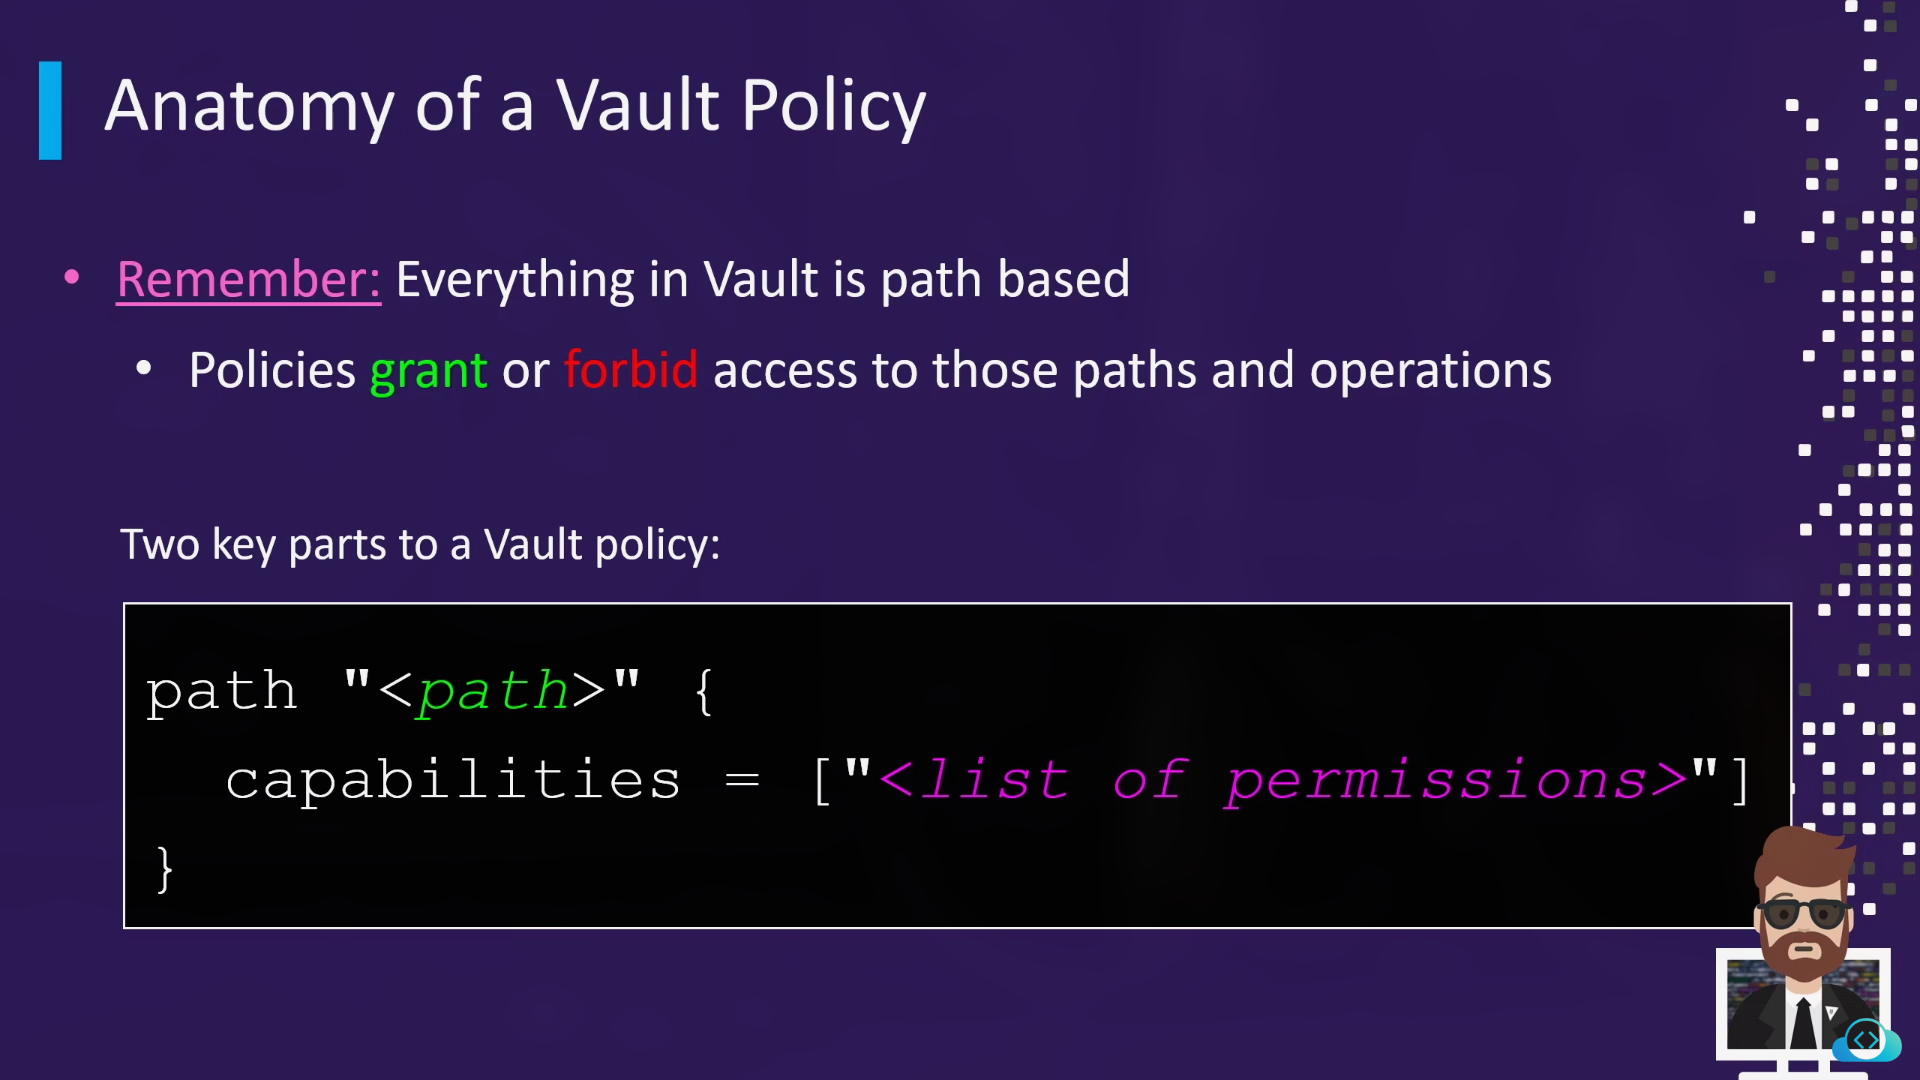 Anatomy of a Vault Policy
• Remember: Everything in Vault is path based
• Policies grant or forbid access to those paths and operations
Two key parts to a Vault policy:
path "<path>" {
  capabilities = ["<list of permissions>"]
}